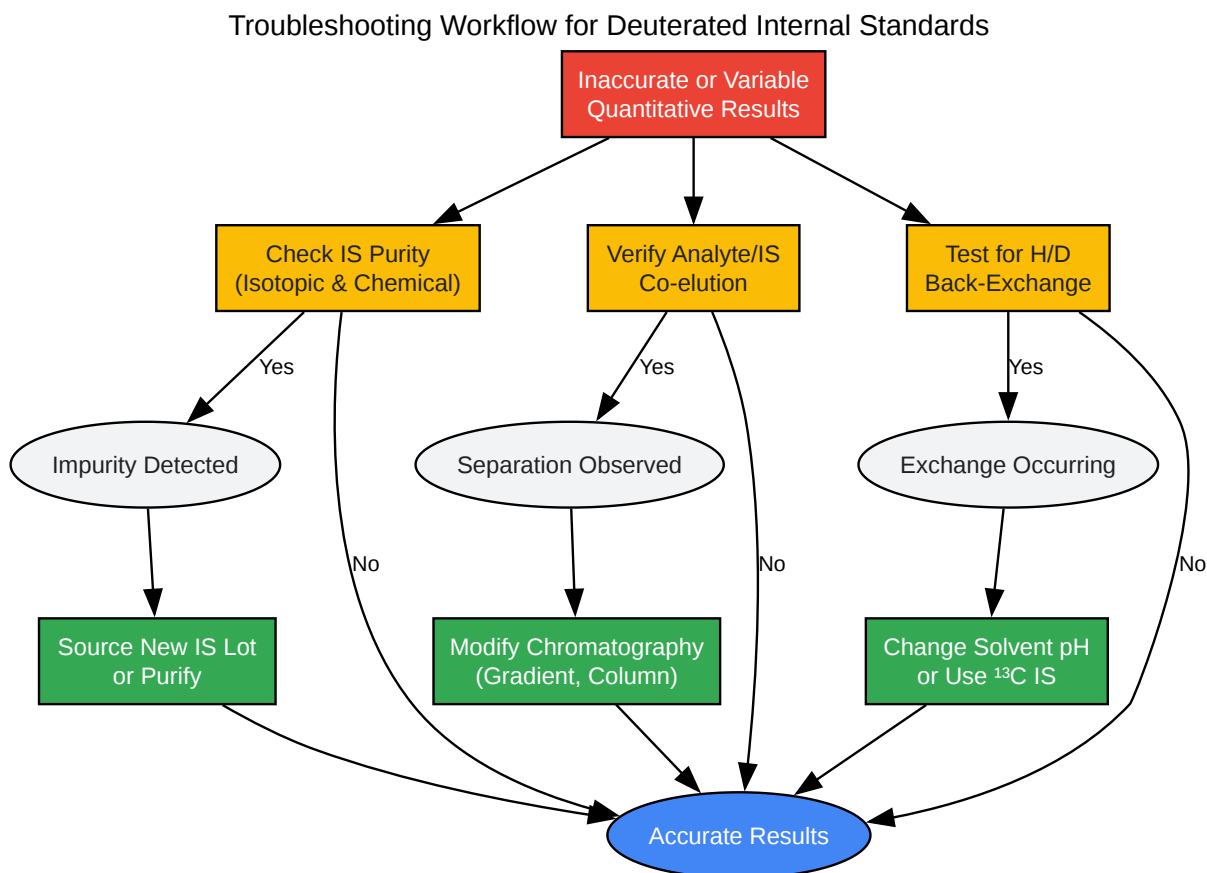 Troubleshooting Workflow for Deuterated Internal Standards
Inaccurate or Variable
Quantitative Results
Check IS Purity
(Isotopic & Chemical)
Verify Analyte/IS
Co-elution
Test for H/D
Back-Exchange
Yes
Yes
Yes
Impurity Detected
Separation Observed
Exchange Occurring
No
No
No
Source New IS Lot
or Purify
Modify Chromatography
(Gradient, Column)
Change Solvent pH
or Use ¹³C IS
Accurate Results